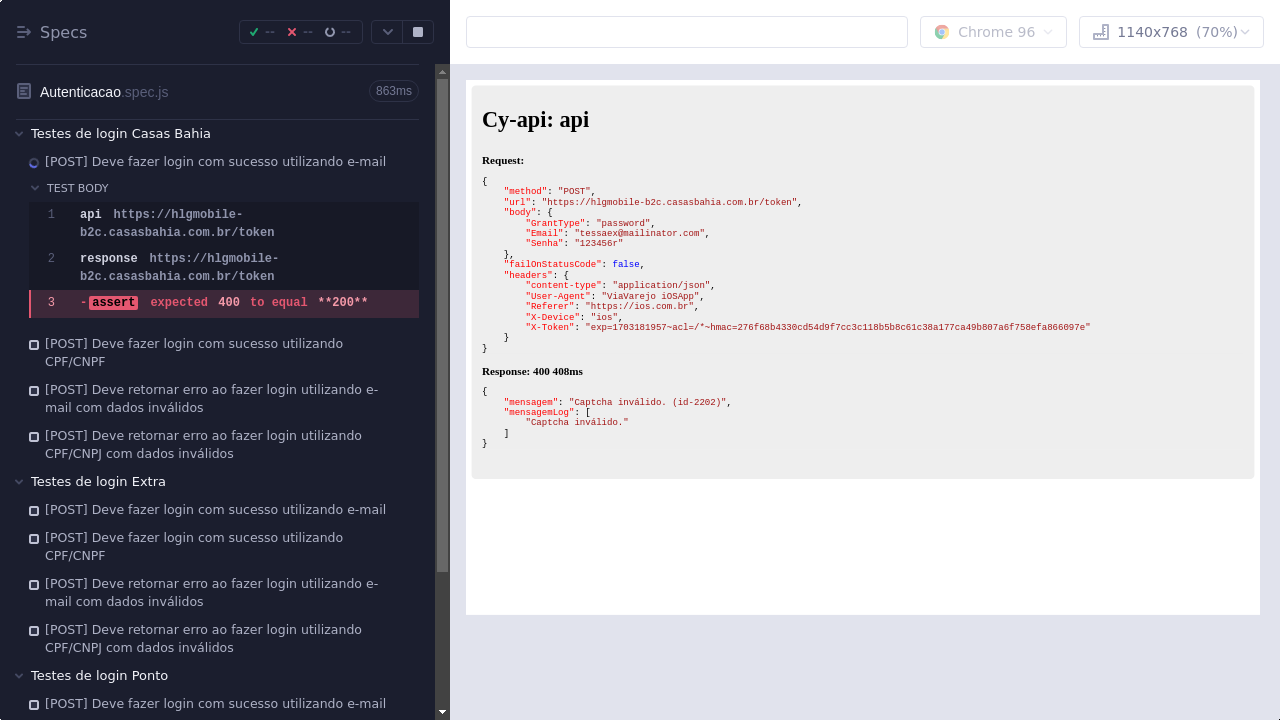 Specs
-- -- --
Chrome 96
1140x768 (70%)
Autenticacao.spec.js
863ms
Testes de login Casas Bahia
[POST] Deve fazer login com sucesso utilizando e-mail
TEST BODY
1 api https://hlgmobile-
b2c.casasbahia.com.br/token
2 response https://hlgmobile-
b2c.casasbahia.com.br/token
3 -assert expected 400 to equal **200**
[POST] Deve fazer login com sucesso utilizando
CPF/CNPF
[POST] Deve retornar erro ao fazer login utilizando e-
mail com dados inválidos
[POST] Deve retornar erro ao fazer login utilizando
CPF/CNPJ com dados inválidos
Testes de login Extra
[POST] Deve fazer login com sucesso utilizando e-mail
[POST] Deve fazer login com sucesso utilizando
CPF/CNPF
[POST] Deve retornar erro ao fazer login utilizando e-
mail com dados inválidos
[POST] Deve retornar erro ao fazer login utilizando
CPF/CNPJ com dados inválidos
Testes de login Ponto
[POST] Deve fazer login com sucesso utilizando e-mail
Cy-api: api
Request:
{
"method": "POST",
"url": "https://hlgmobile-b2c.casasbahia.com.br/token",
"body": {
"GrantType": "password",
"Email": "tessaex@mailinator.com",
"Senha": "123456r"
},
"failOnStatusCode": false,
"headers": {
"content-type": "application/json",
"User-Agent": "ViaVarejo iOSApp",
"Referer": "https://ios.com.br",
"X-Device": "ios",
"X-Token": "exp=1703181957~acl=/*~hmac=276f68b4330cd54d9f7cc3c118b5b8c61c38a177ca49b807a6f758efa866097e"
}
}
Response: 400 408ms
{
"mensagem": "Captcha inválido. (id-2202)",
"mensagemLog": [
"Captcha inválido."
]
}